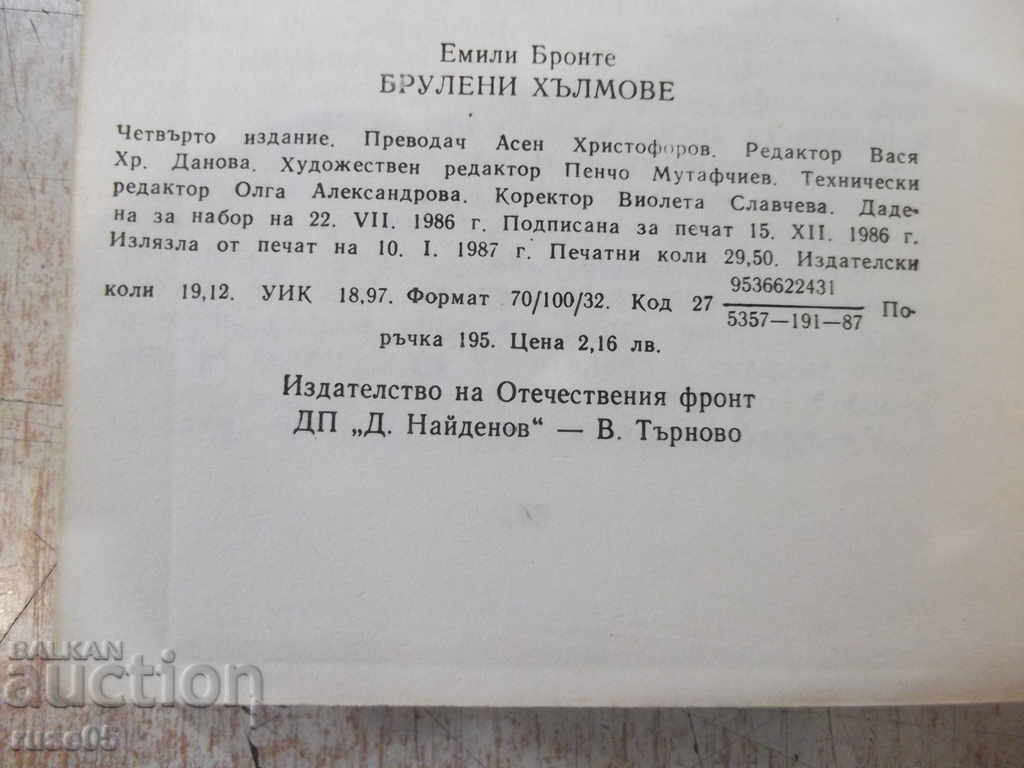 Емили Бронте
БРУЛЕНИ ХЪЛМОВЕ
Четвърто издание. Преводач Асен Христофоров. Редактор Вася
Хр. Данова. Художествен редактор Пенчо Мутафчиев. Технически
редактор Олга Александрова. Коректор Виолета Славчева. Даде-
на за набор на 22. VII. 1986 г. Подписана за печат 15. XII. 1986 г.
Излязла от печат на 10. I. 1987 г. Печатни коли 29,50. Издателски
9536622431
коли 19,12. УИК 18,97. Формат 70/100/32. Код 27 По-
5357—191—87
ръчка 195. Цена 2,16 лв.
Издателство на Отечествения фронт
ДП „Д. Найденов“ — В. Търново
BALKAN
auction
ruse05